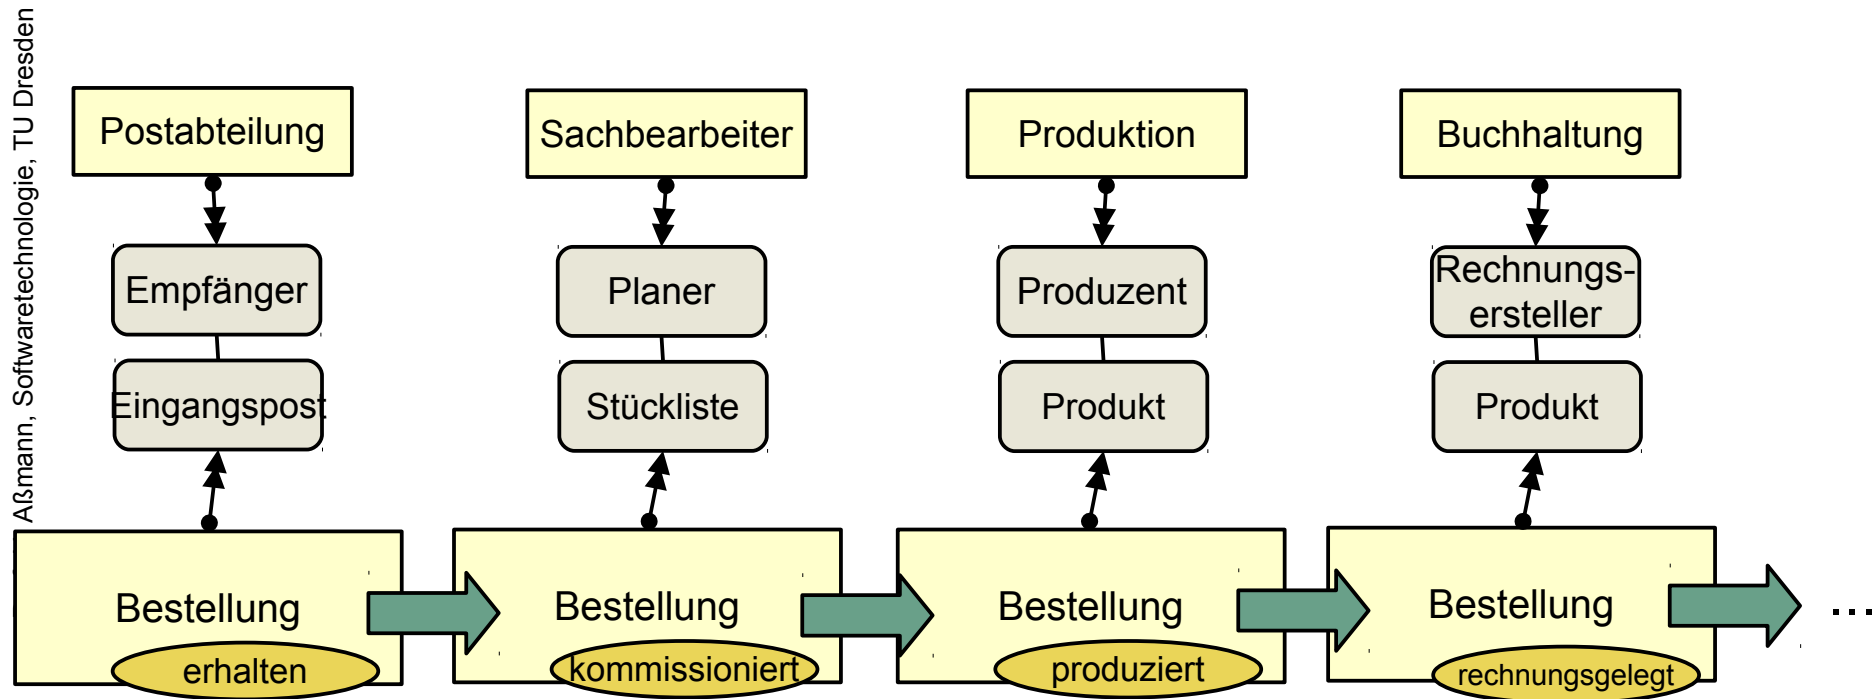 Aßmann, Softwaretechnologie, TU Dresden
Postabteilung
Sachbearbeiter
Produktion
Buchhaltung
Empfänger
Planer
Produzent
Rechnungs-
ersteller
Eingangspost
Stückliste
Produkt
Produkt
Bestellung
Bestellung
Bestellung
Bestellung
....
erhalten
kommissioniert
produziert
rechnungsgelegt